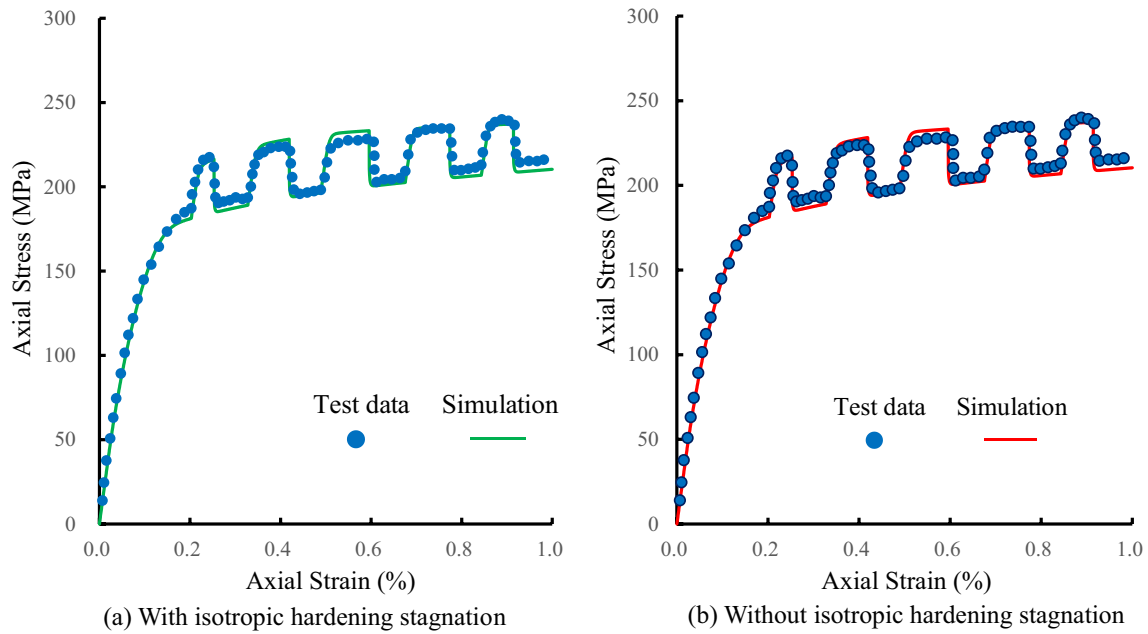 300
250
200
150
100
50
0
Axial Stress (MPa)
Test data
Simulation
0.0
0.2
0.4
0.6
0.8
1.0
Axial Strain (%)
(a) With isotropic hardening stagnation
300
250
200
150
100
50
0
Axial Stress (MPa)
Test data
Simulation
0.0
0.2
0.4
0.6
0.8
1.0
Axial Strain (%)
(b) Without isotropic hardening stagnation